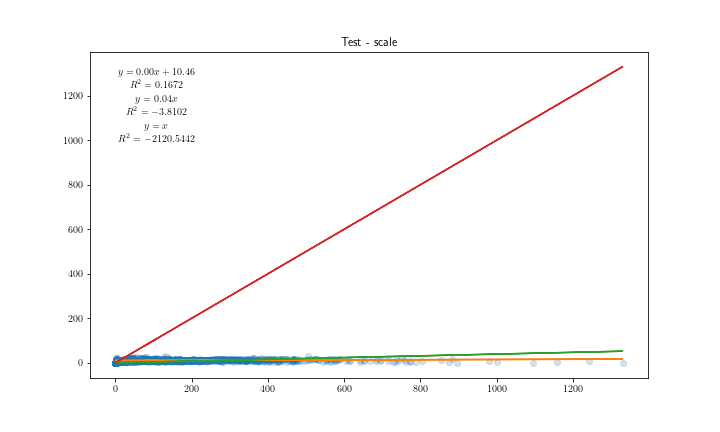 Test - scale
y = 0.00x + 10.46
R² = 0.1672
y = 0.04x
R² = −3.8102
y = x
R² = −2120.5442
1200
1000
800
600
400
200
0
0 200 400 600 800 1000 1200